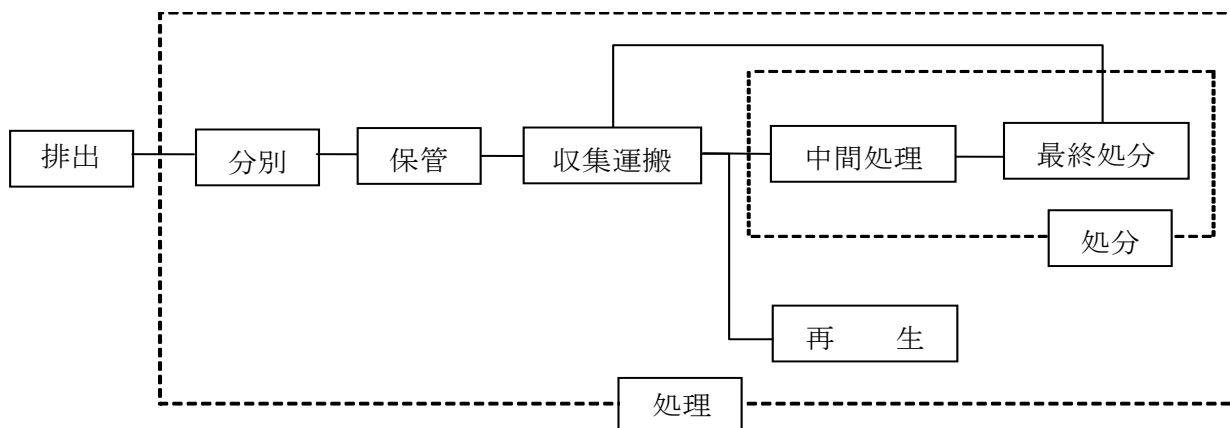 排出
分別
保管
収集運搬
中間処理
最終処分
処分
再 生
処理